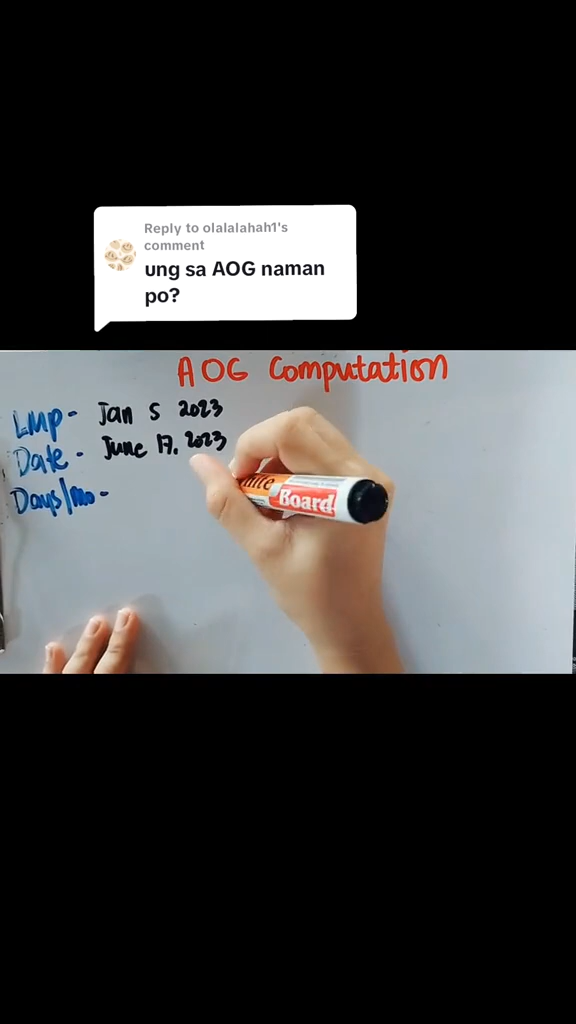 Reply to olalalahah1's
comment
ung sa AOG naman
po?
AOG Computation
LMP - Jan 5 2023
Date - June 17, 2023
Days/mo -
Board